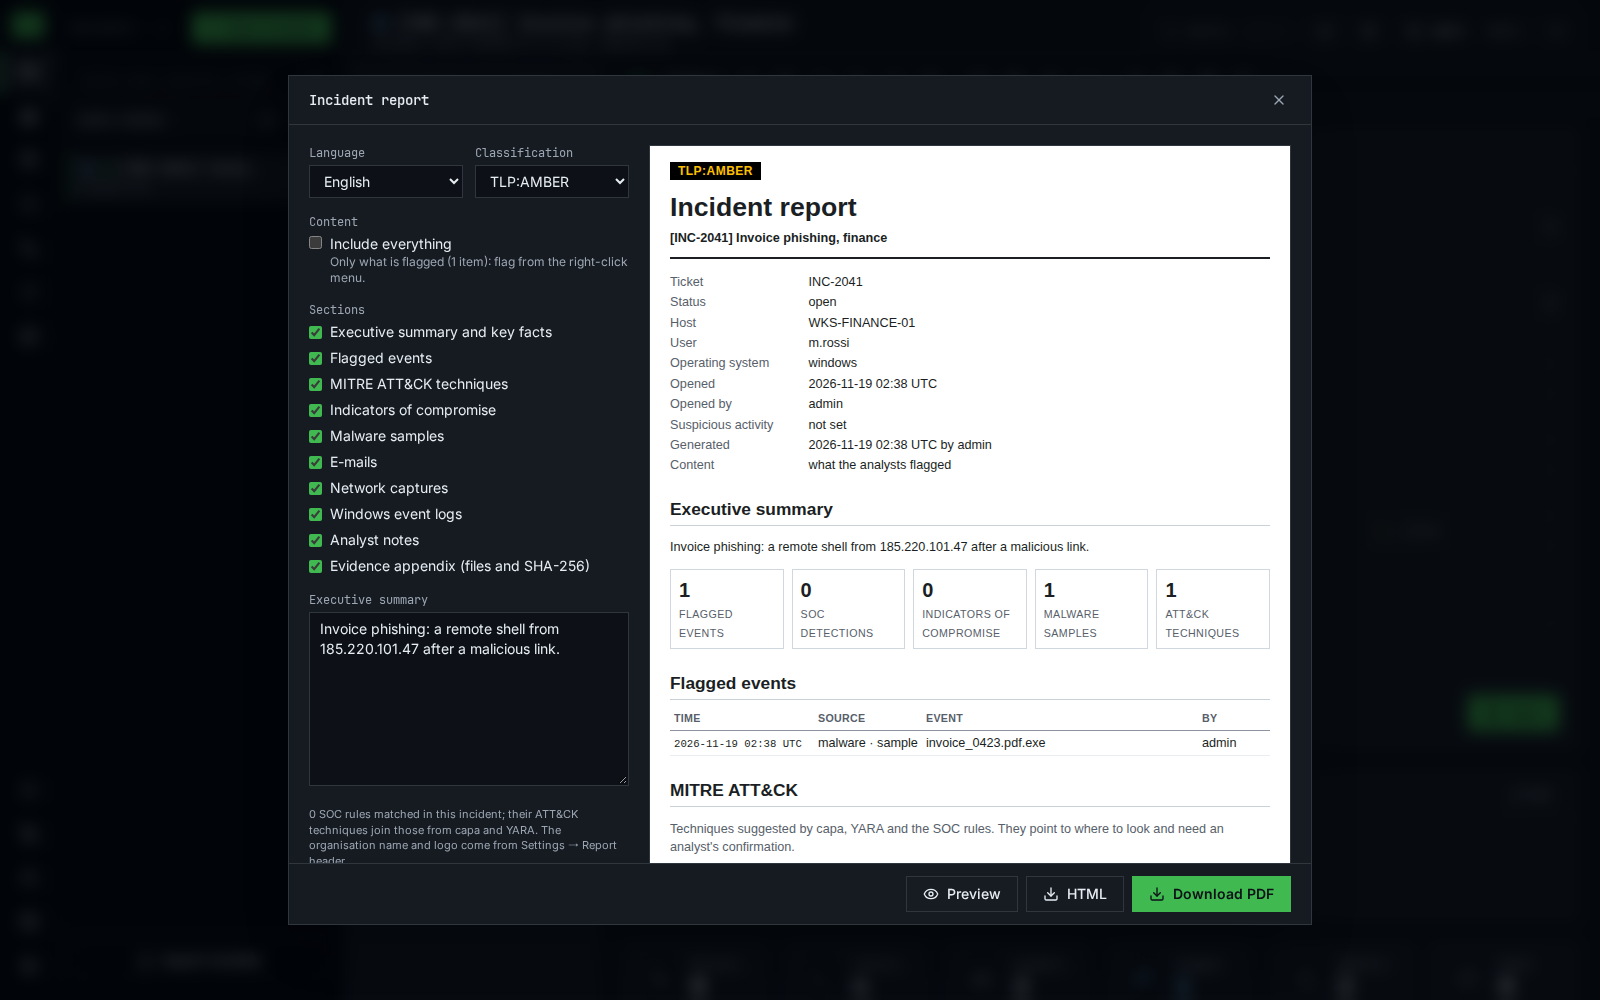 Incident report
Language
Classification
English
TLP:AMBER
Content
Include everything
Only what is flagged (1 item): flag from the right-click
menu.
Sections
Executive summary and key facts
Flagged events
MITRE ATT&CK techniques
Indicators of compromise
Malware samples
E-mails
Network captures
Windows event logs
Analyst notes
Evidence appendix (files and SHA-256)
Executive summary
Invoice phishing: a remote shell from
185.220.101.47 after a malicious link.
0 SOC rules matched in this incident; their ATT&CK
techniques join those from capa and YARA. The
organisation name and logo come from Settings → Report
header.
TLP:AMBER
Incident report
[INC-2041] Invoice phishing, finance
Ticket INC-2041
Status open
Host WKS-FINANCE-01
User m.rossi
Operating system windows
Opened 2026-11-19 02:38 UTC
Opened by admin
Suspicious activity not set
Generated 2026-11-19 02:38 UTC by admin
Content what the analysts flagged
Executive summary
Invoice phishing: a remote shell from 185.220.101.47 after a malicious link.
1
FLAGGED
EVENTS
0
SOC
DETECTIONS
0
INDICATORS OF
COMPROMISE
1
MALWARE
SAMPLES
1
ATT&CK
TECHNIQUES
Flagged events
TIME SOURCE EVENT BY
2026-11-19 02:38 UTC malware · sample invoice_0423.pdf.exe admin
MITRE ATT&CK
Techniques suggested by capa, YARA and the SOC rules. They point to where to look and need an
analyst's confirmation.
Preview
HTML
Download PDF